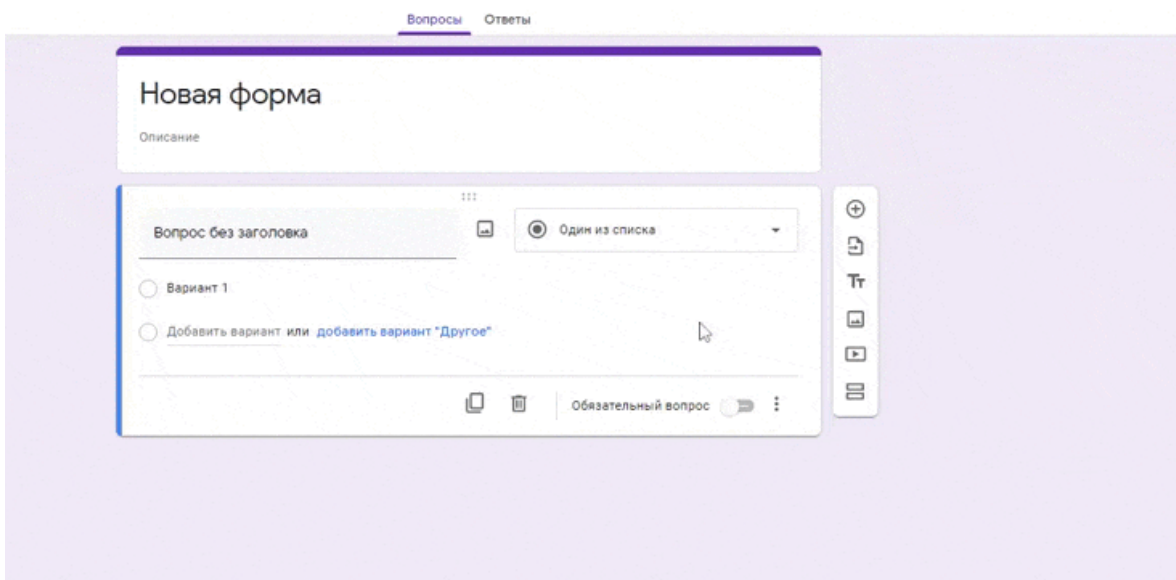 Вопросы Ответы
Новая форма
Описание
Вопрос без заголовка
Один из списка
Вариант 1
Добавить вариант или добавить вариант "Другое"
Обязательный вопрос
Тт